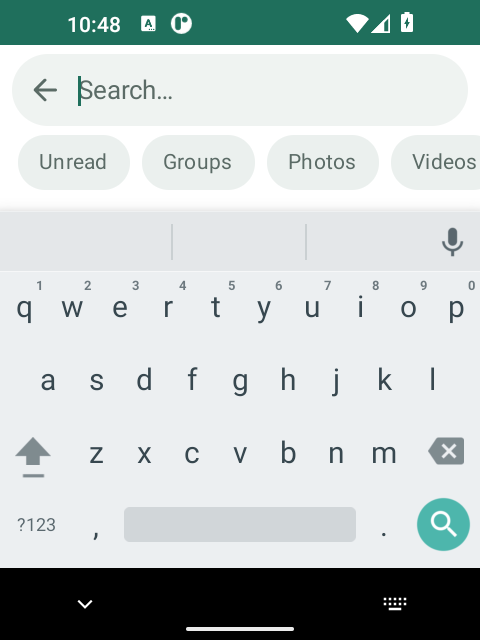 10:48 A
Search…
Unread Groups Photos Videos
1 2 3 4 5 6 7 8 9 0
q w e r t y u i o p
a s d f g h j k l
z x c v b n m
?123 , .